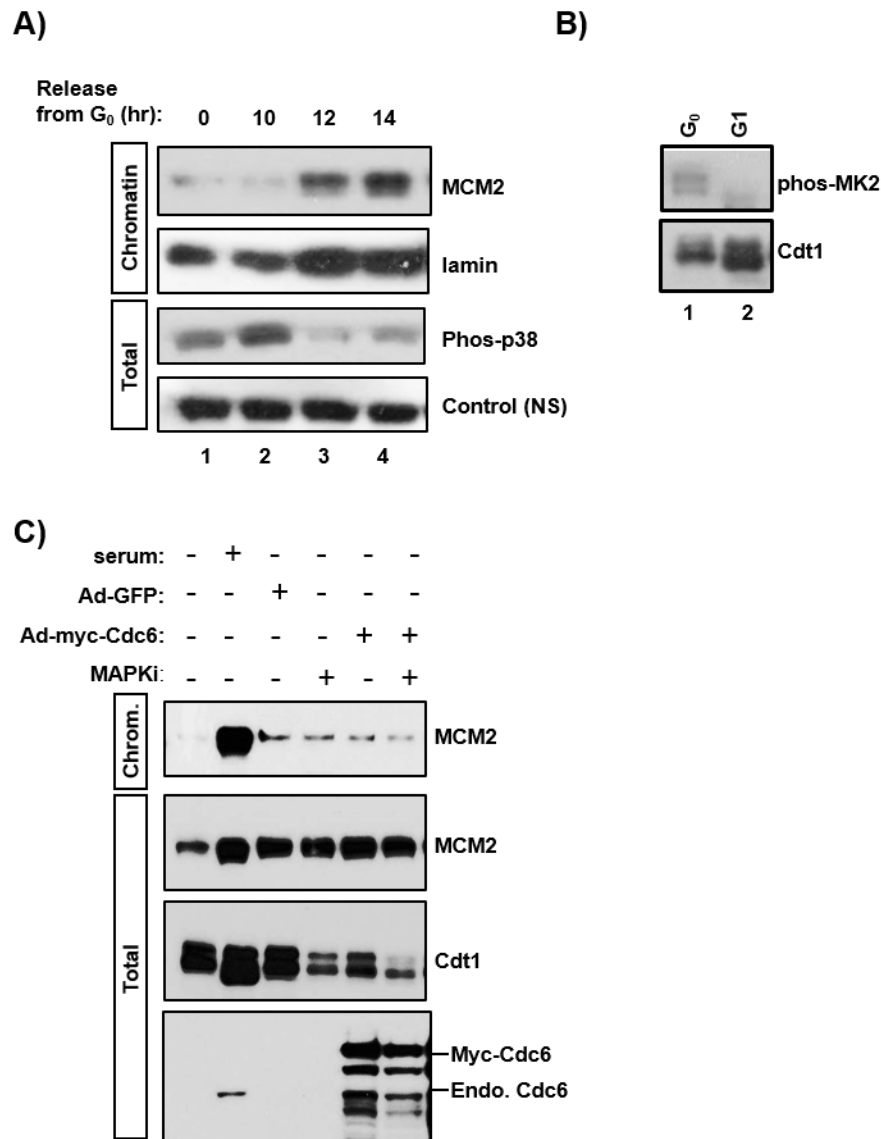 A)
Release
from G₀ (hr): 0 10 12 14
Chromatin
MCM2
lamin
Total
Phos-p38
Control (NS)
1 2 3 4
B)
G₀ G1
phos-MK2
Cdt1
1 2
C)
serum: - + - - - -
Ad-GFP: - - + - - -
Ad-myc-Cdc6: - - - - + +
MAPKi: - - - + - +
Chrom.
MCM2
Total
MCM2
Cdt1
Myc-Cdc6
Endo. Cdc6